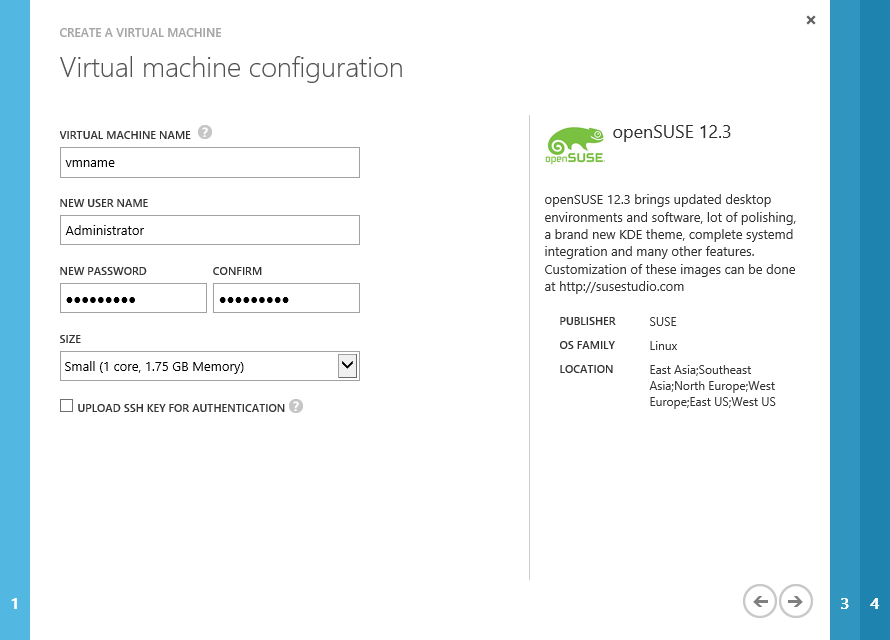 ×
CREATE A VIRTUAL MACHINE
Virtual machine configuration
VIRTUAL MACHINE NAME ?
vmname
NEW USER NAME
Administrator
NEW PASSWORD CONFIRM
●●●●●●●●● ●●●●●●●●●
SIZE
Small (1 core, 1.75 GB Memory)
UPLOAD SSH KEY FOR AUTHENTICATION ?
openSUSE
openSUSE 12.3
openSUSE 12.3 brings updated desktop
environments and software, lot of polishing,
a brand new KDE theme, complete systemd
integration and many other features.
Customization of these images can be done
at http://susestudio.com
PUBLISHER SUSE
OS FAMILY Linux
LOCATION East Asia;Southeast
Asia;North Europe;West
Europe;East US;West US
1
3 4